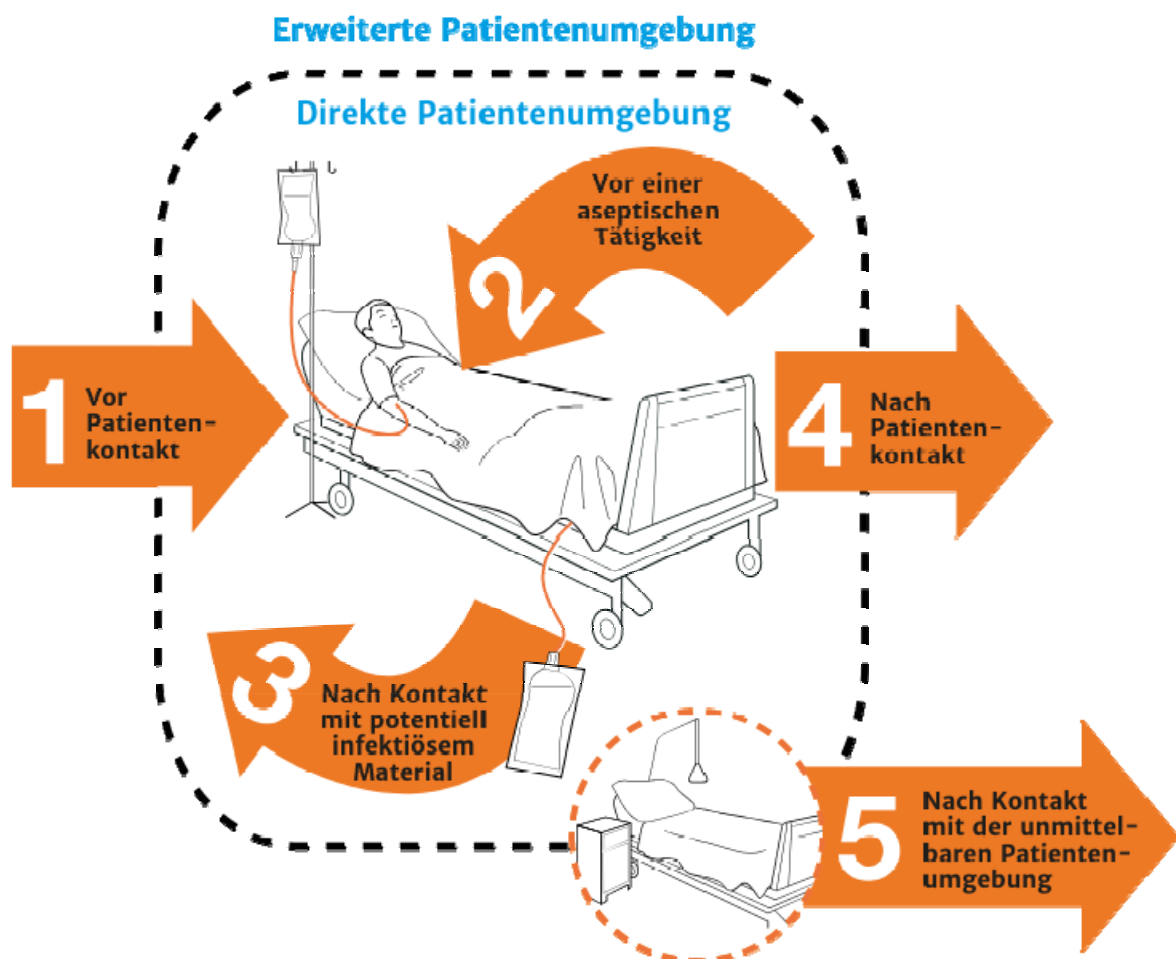 Erweiterte Patientenumgebung
Direkte Patientenumgebung
Vor einer
aseptischen
Tätigkeit
2
1
Vor
Patienten-
kontakt
4
Nach
Patienten-
kontakt
3
Nach Kontakt
mit potentiell
infektiösem
Material
5
Nach Kontakt
mit der unmittel-
baren Patienten-
umgebung